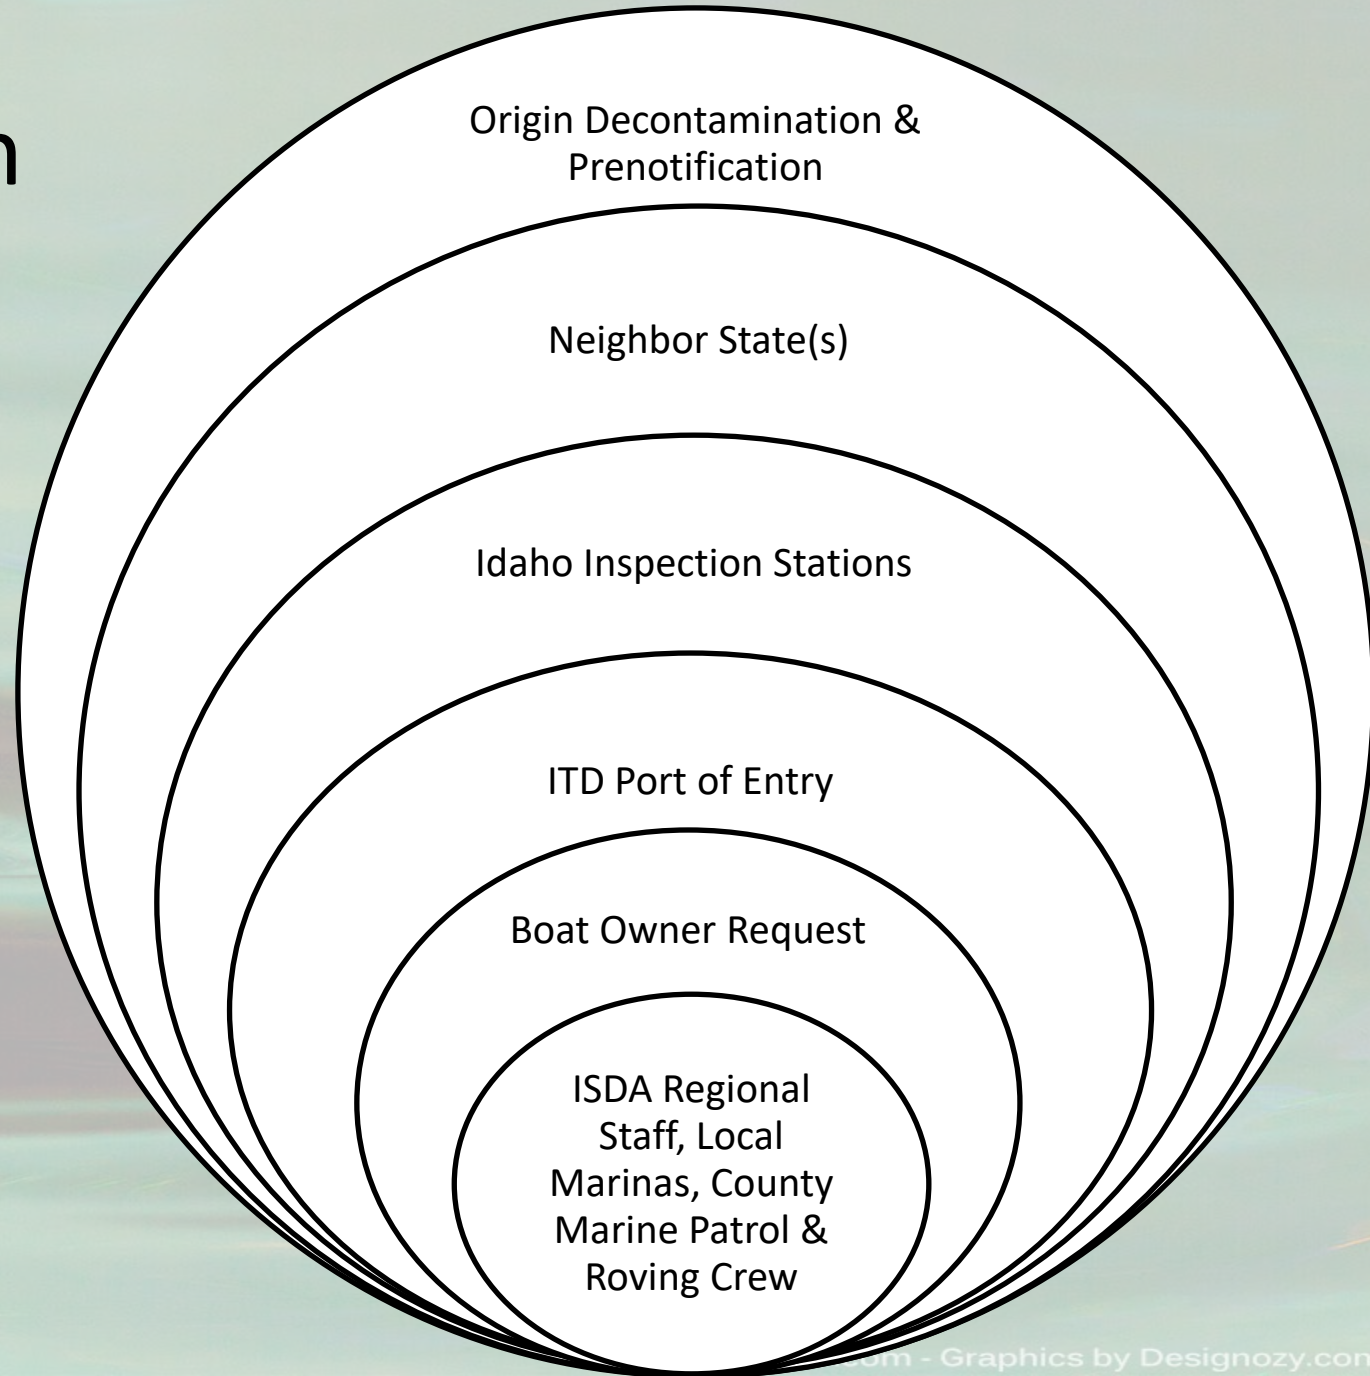 n
Origin Decontamination &
Prenotification
Neighbor State(s)
Idaho Inspection Stations
ITD Port of Entry
Boat Owner Request
ISDA Regional
Staff, Local
Marinas, County
Marine Patrol &
Roving Crew
om - Graphics by Designozy.com